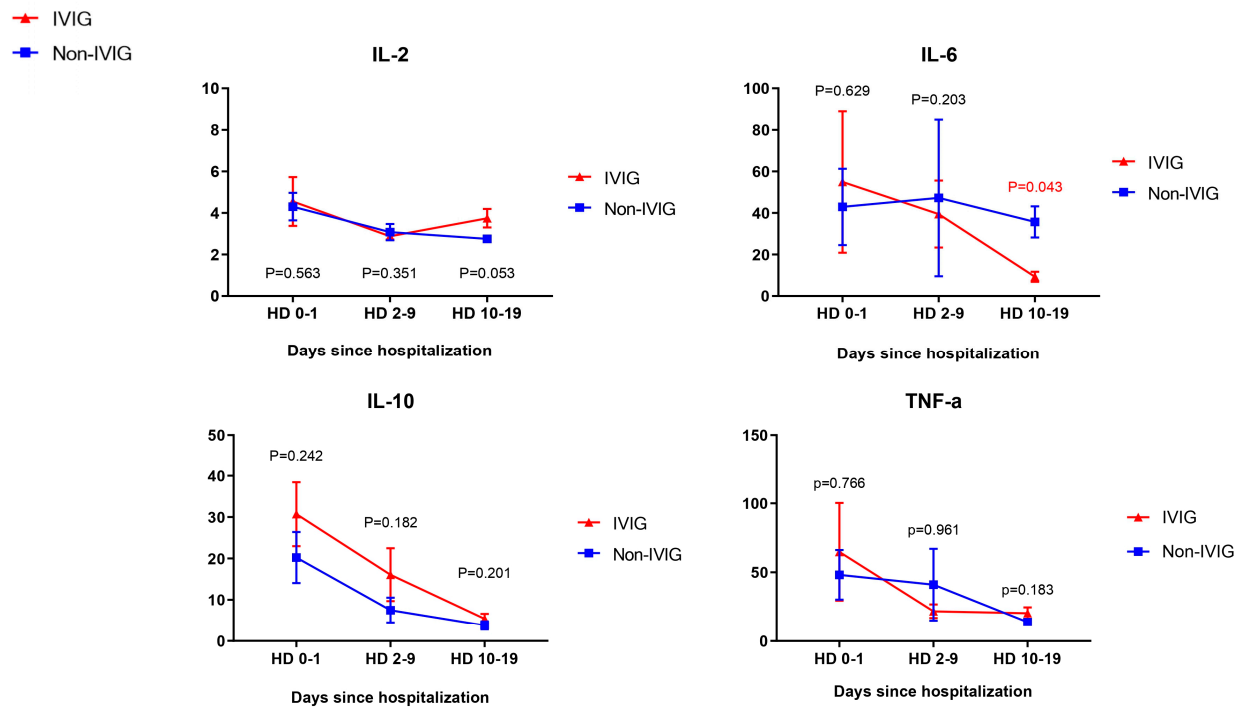 IVIG
Non-IVIG
IL-2
10
8
6
4
2
0
P=0.563
P=0.351
P=0.053
HD 0-1
HD 2-9
HD 10-19
Days since hospitalization
IVIG
Non-IVIG
IL-6
100
80
60
40
20
0
P=0.629
P=0.203
P=0.043
HD 0-1
HD 2-9
HD 10-19
Days since hospitalization
IVIG
Non-IVIG
IL-10
50
40
30
20
10
0
P=0.242
P=0.182
P=0.201
HD 0-1
HD 2-9
HD 10-19
Days since hospitalization
IVIG
Non-IVIG
TNF-a
150
100
50
0
p=0.766
p=0.961
p=0.183
HD 0-1
HD 2-9
HD 10-19
Days since hospitalization
IVIG
Non-IVIG